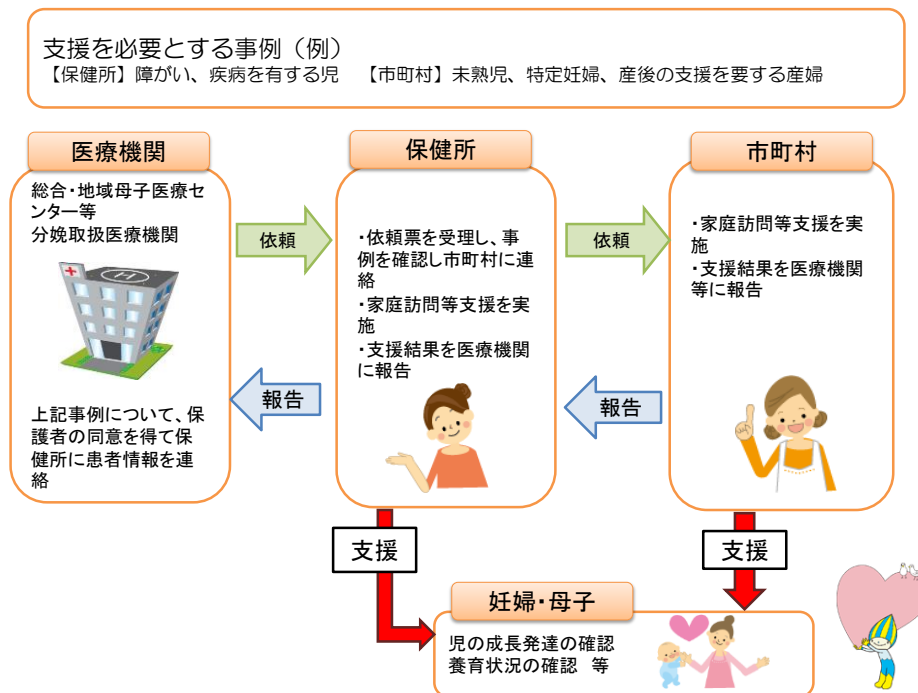 支援を必要とする事例（例）
【保健所】障がい、疾病を有する児　【市町村】未熟児、特定妊婦、産後の支援を要する産婦
医療機関
総合・地域母子医療セ
ンター等
分娩取扱医療機関
H
上記事例について、保
護者の同意を得て保
健所に患者情報を連
絡
依頼
報告
保健所
・依頼票を受理し、事
例を確認し市町村に連
絡
・家庭訪問等支援を実
施
・支援結果を医療機関
に報告
依頼
報告
市町村
・家庭訪問等支援を実
施
・支援結果を医療機関
等に報告
支援
支援
妊婦・母子
児の成長発達の確認
養育状況の確認　等